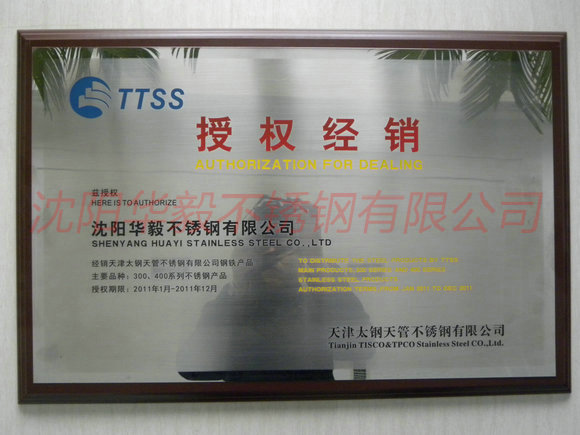 TTSS
授权经销
AUTHORIZATION FOR DEALING
兹授权
HERE IS TO AUTHORIZE
沈阳华毅不锈钢有限公司
沈阳华毅不锈钢有限公司
SHENYANG HUAYI STAINLESS STEEL CO.,LTD
经销天津太钢天管不锈钢有限公司钢铁产品
主要品种：300、400系列不锈钢产品
授权期限：2011年1月-2011年12月
TO DISTRIBUTE THE STEEL PRODUCTS BY TTSS
MAIN PRODUCTS: 300 SERIES AND 400 SERIES
STAINLESS STEEL PRODUCTS
AUTHORIZATION TERM: FROM JAN 2011 TO DEC 2011
天津太钢天管不锈钢有限公司
Tianjin TISCO&TPCO Stainless Steel CO.,Ltd.